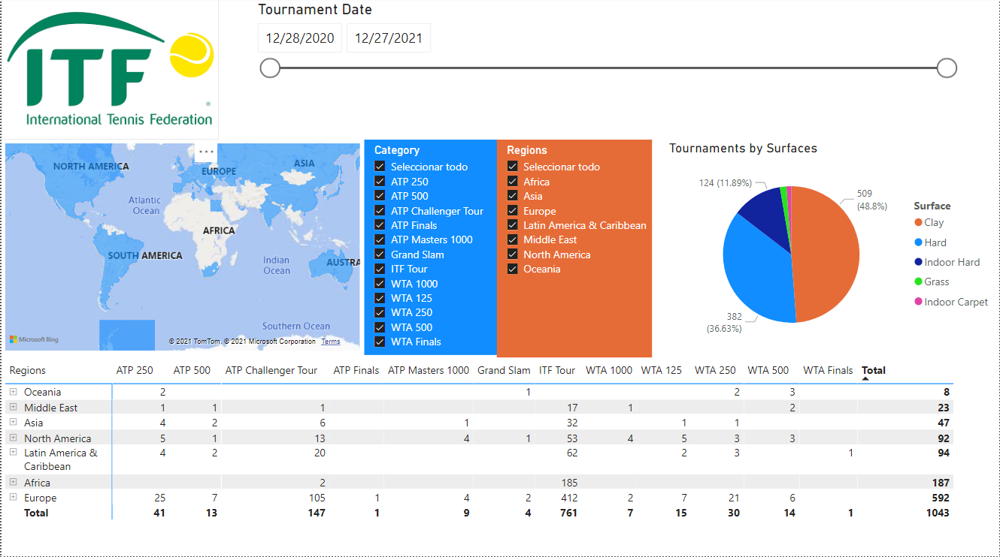 Tournament Date
12/28/2020 12/27/2021
ITF
®
International Tennis Federation
NORTH AMERICA
EUROPE
ASIA
Atlantic
Ocean
AFRICA
SOUTH AMERICA
Indian
Ocean
AUSTRA
Southern Ocean
Microsoft Bing
© 2021 TomTom, © 2021 Microsoft Corporation Terms
Category
Seleccionar todo
ATP 250
ATP 500
ATP Challenger Tour
ATP Finals
ATP Masters 1000
Grand Slam
ITF Tour
WTA 1000
WTA 125
WTA 250
WTA 500
WTA Finals
Regions
Seleccionar todo
Africa
Asia
Europe
Latin America & Caribbean
Middle East
North America
Oceania
Tournaments by Surfaces
124 (11.89%)
509
(48.8%)
382
(36.63%)
Surface
Clay
Hard
Indoor Hard
Grass
Indoor Carpet
Regions ATP 250 ATP 500 ATP Challenger Tour ATP Finals ATP Masters 1000 Grand Slam ITF Tour WTA 1000 WTA 125 WTA 250 WTA 500 WTA Finals Total
Oceania 2 1 2 3 8
Middle East 1 1 1 17 1 2 23
Asia 4 2 6 1 32 1 1 47
North America 5 1 13 4 1 53 4 5 3 3 92
Latin America & 4 2 20 62 2 3 1 94
Caribbean
Africa 2 185 187
Europe 25 7 105 1 4 2 412 2 7 21 6 592
Total 41 13 147 1 9 4 761 7 15 30 14 1 1043